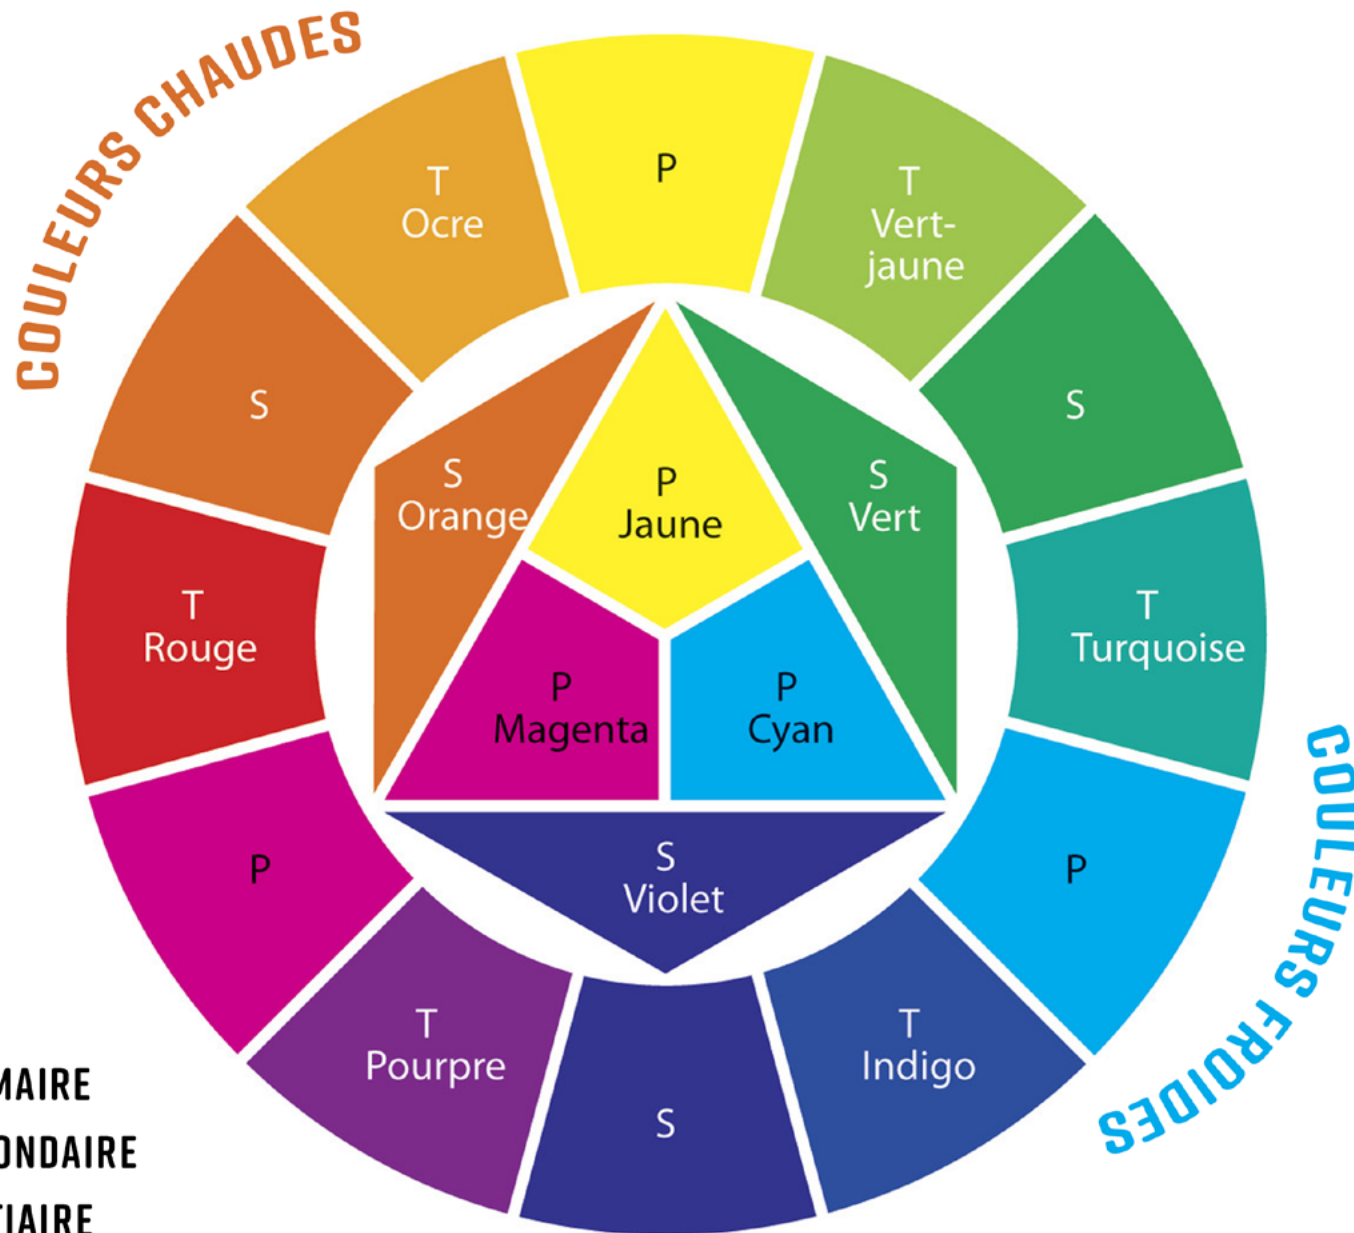 COULEURS CHAUDES
P
T
Ocre
T
Vert-
jaune
S
S
S
Orange
P
Jaune
S
Vert
T
Rouge
T
Turquoise
P
Magenta
P
Cyan
P
P
S
Violet
T
Pourpre
T
Indigo
S
COULEURS FROIDES
MAIRE
ONDAIRE
TIAIRE